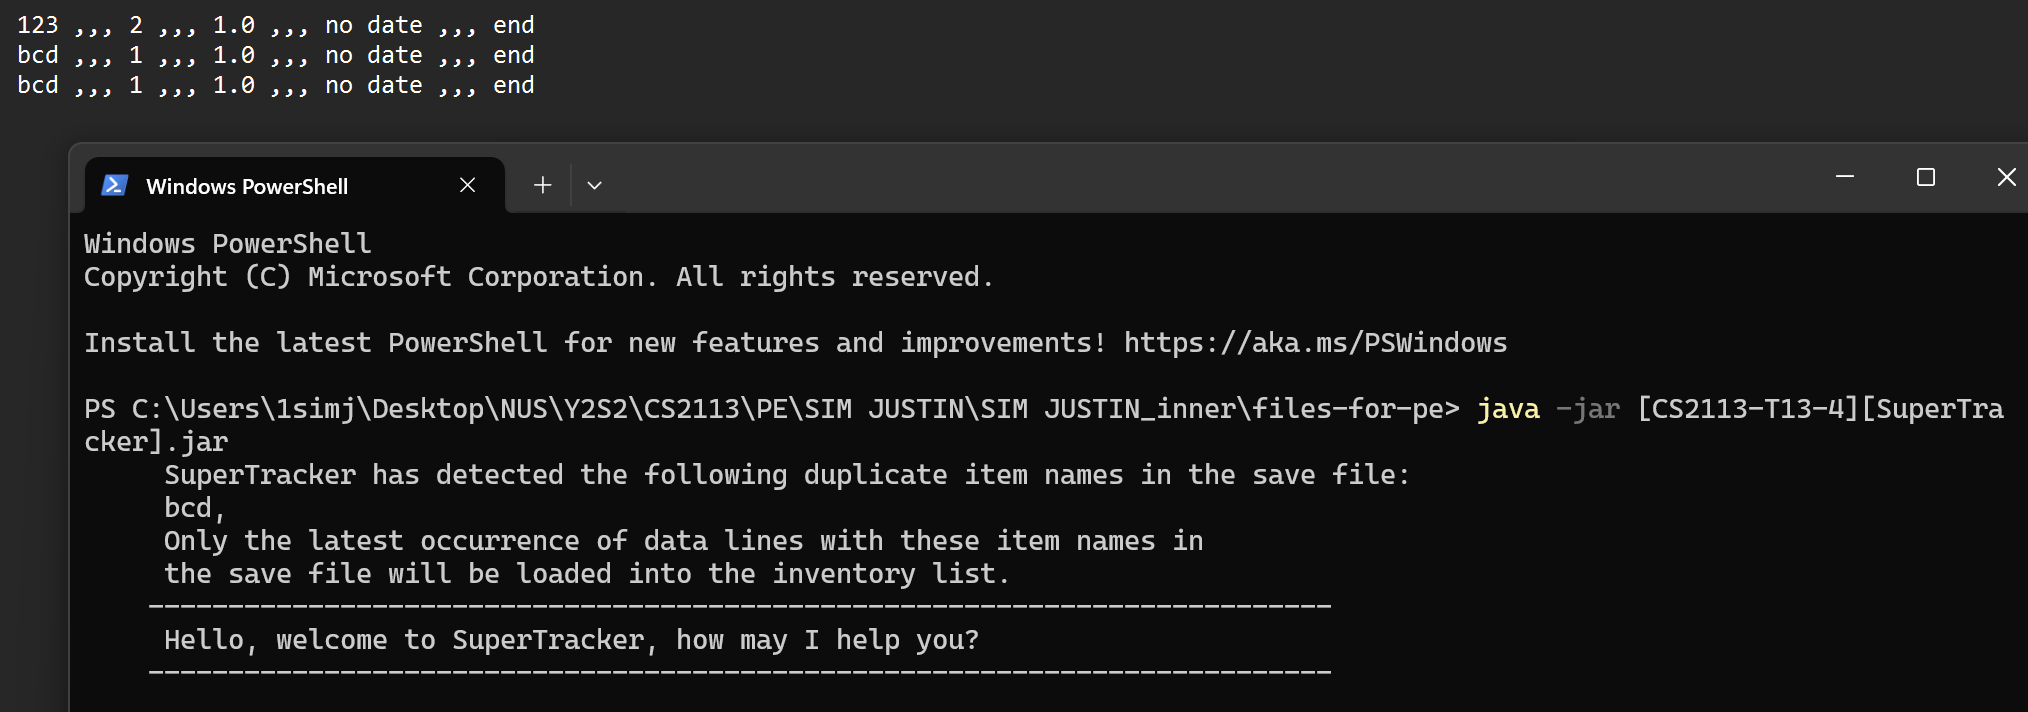 123 ,,, 2 ,,, 1.0 ,,, no date ,,, end
bcd ,,, 1 ,,, 1.0 ,,, no date ,,, end
bcd ,,, 1 ,,, 1.0 ,,, no date ,,, end
Windows PowerShell
Windows PowerShell
Copyright (C) Microsoft Corporation. All rights reserved.
Install the latest PowerShell for new features and improvements! https://aka.ms/PSWindows
PS C:\Users\1simj\Desktop\NUS\Y2S2\CS2113\PE\SIM JUSTIN\SIM JUSTIN_inner\files-for-pe> java -jar [CS2113-T13-4][SuperTra
cker].jar
SuperTracker has detected the following duplicate item names in the save file:
bcd,
Only the latest occurrence of data lines with these item names in
the save file will be loaded into the inventory list.
--------------------------------------------------------------------------
Hello, welcome to SuperTracker, how may I help you?
--------------------------------------------------------------------------